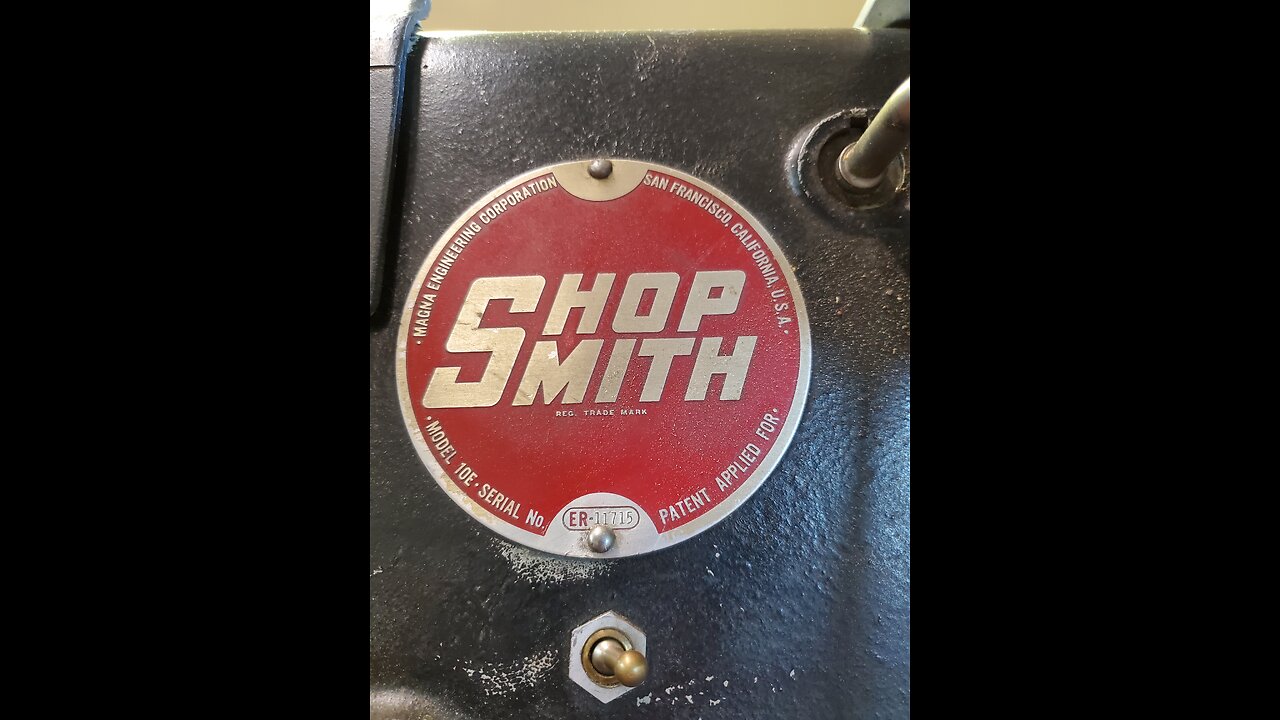 · MAGNA ENGINEERING CORPORATION
SAN FRANCISCO, CALIFORNIA, U.S.A. ·
SHOP
SMITH
REG. TRADE MARK
· MODEL 10E · SERIAL No.
ER-11715
PATENT APPLIED FOR ·